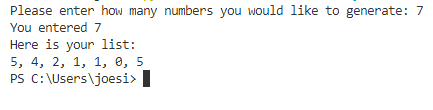 Please enter how many numbers you would like to generate: 7
You entered 7
Here is your list:
5, 4, 2, 1, 1, 0, 5
PS C:\Users\joesi>